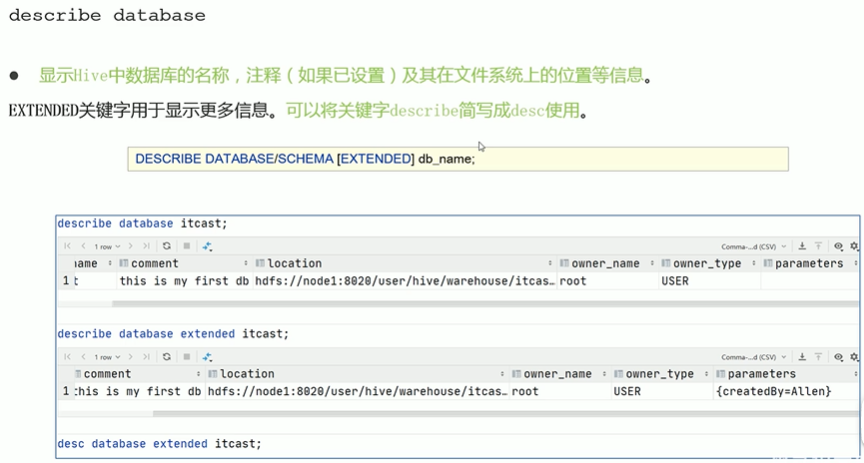 describe database
● 显示Hive中数据库的名称，注释（如果已设置）及其在文件系统上的位置等信息。
EXTENDED关键字用于显示更多信息。可以将关键字describe简写成desc使用。
DESCRIBE DATABASE/SCHEMA [EXTENDED] db_name;
describe database itcast;
1 row Comma-...d (CSV)
ame comment location owner_name owner_type parameters
1 t this is my first db hdfs://node1:8020/user/hive/warehouse/itcas… root USER
describe database extended itcast;
1 row Comma-...d (CSV)
comment location owner_name owner_type parameters
1 this is my first db hdfs://node1:8020/user/hive/warehouse/itcas… root USER {createdBy=Allen}
desc database extended itcast;